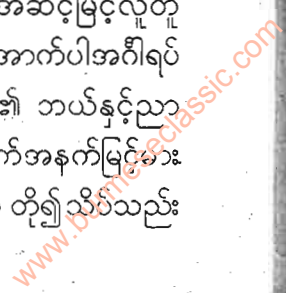 အဆင့်မြင့်လူတူ
အောက်ပါအင်္ဂါရပ်
၏ ဘယ်နှင့်ညာ
က်အနက်မြင့်မား
တို့၍သိပ်သည်း
www.burmeseclassic.com